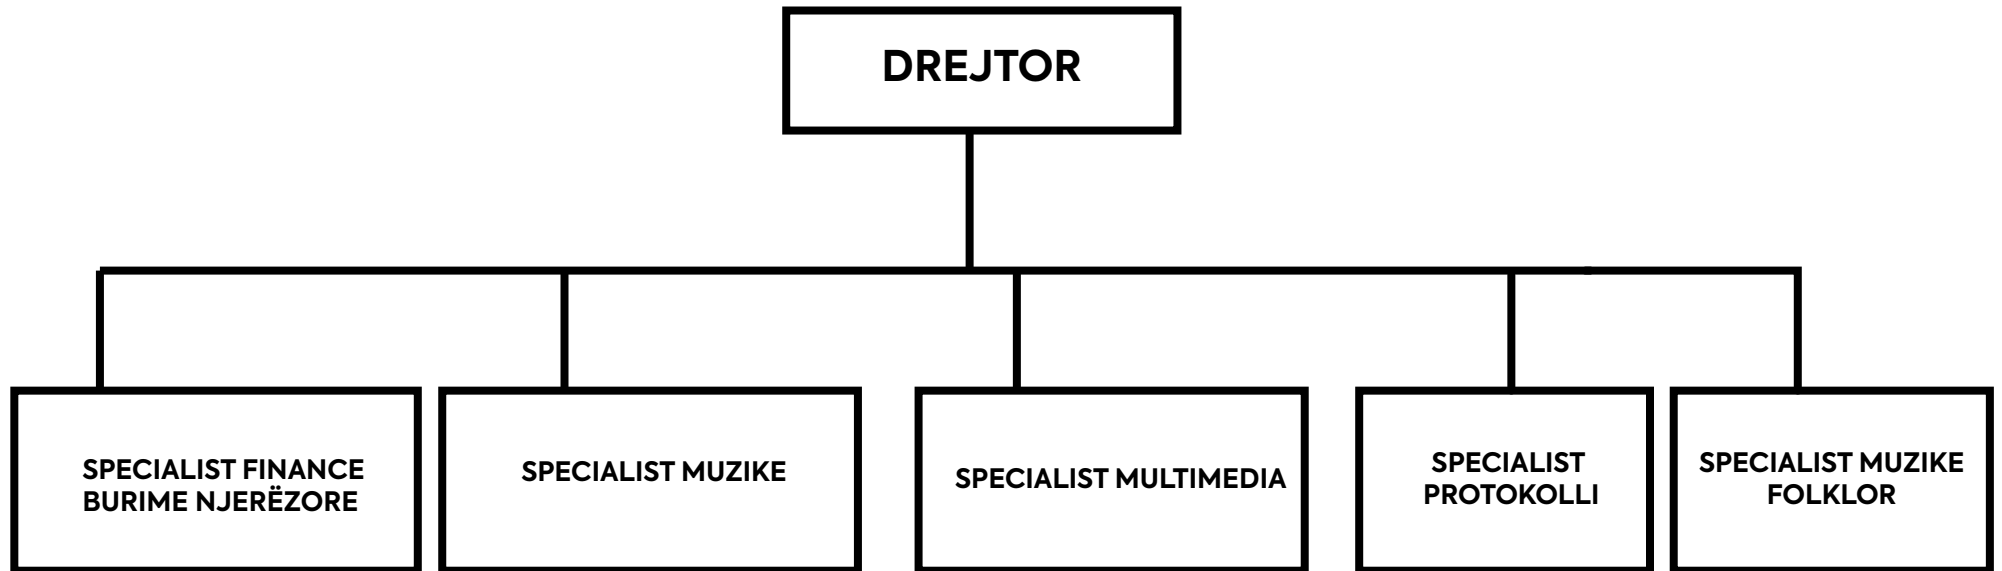 DREJTOR
SPECIALIST FINANCE
BURIME NJERËZORE
SPECIALIST MUZIKE
SPECIALIST MULTIMEDIA
SPECIALIST
PROTOKOLLI
SPECIALIST MUZIKE
FOLKLOR